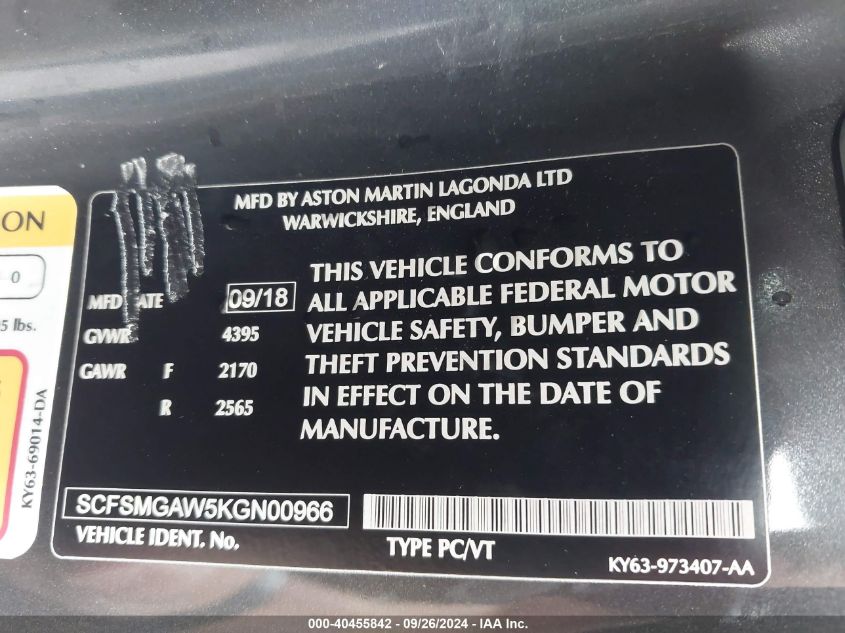 MFD BY ASTON MARTIN LAGONDA LTD
WARWICKSHIRE, ENGLAND
THIS VEHICLE CONFORMS TO
ALL APPLICABLE FEDERAL MOTOR
VEHICLE SAFETY, BUMPER AND
THEFT PREVENTION STANDARDS
IN EFFECT ON THE DATE OF
MANUFACTURE.
MFD DATE 09/18
GVWR 4395
GAWR F 2170
R 2565
SCFSMGAW5KGN00966
VEHICLE IDENT. No.
TYPE PC/VT
KY63-973407-AA
ON
0
5 lbs.
KY63-69014-DA
000-40455842 - 09/26/2024 - IAA Inc.